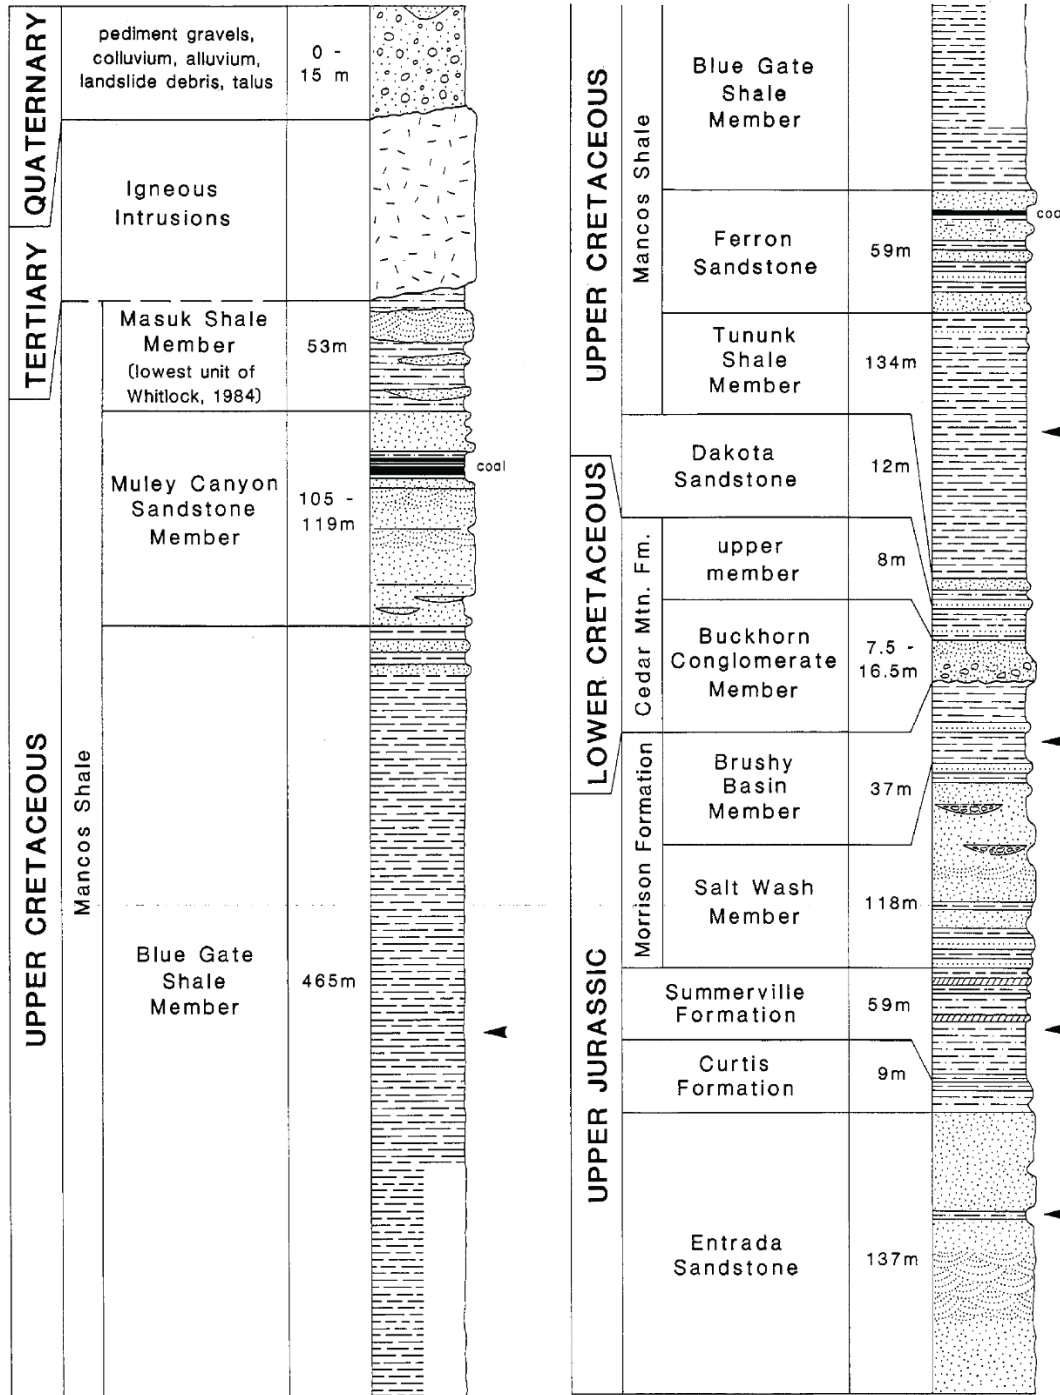 QUATERNARY
pediment gravels,
colluvium, alluvium,
landslide debris, talus
0 -
15 m
Igneous
Intrusions
TERTIARY
Masuk Shale
Member
(lowest unit of
Whitlock, 1984)
53m
Muley Canyon
Sandstone
Member
105 -
119m
coal
UPPER CRETACEOUS
Mancos Shale
Blue Gate
Shale
Member
465m
UPPER CRETACEOUS
Mancos Shale
Blue Gate
Shale
Member
Ferron
Sandstone
59m
coa
Tununk
Shale
Member
134m
Dakota
Sandstone
12m
LOWER CRETACEOUS
Cedar Mtn. Fm.
upper
member
8m
Buckhorn
Conglomerate
Member
7.5 -
16.5m
Morrison Formation
Brushy
Basin
Member
37m
Salt Wash
Member
118m
UPPER JURASSIC
Summerville
Formation
59m
Curtis
Formation
9m
Entrada
Sandstone
137m